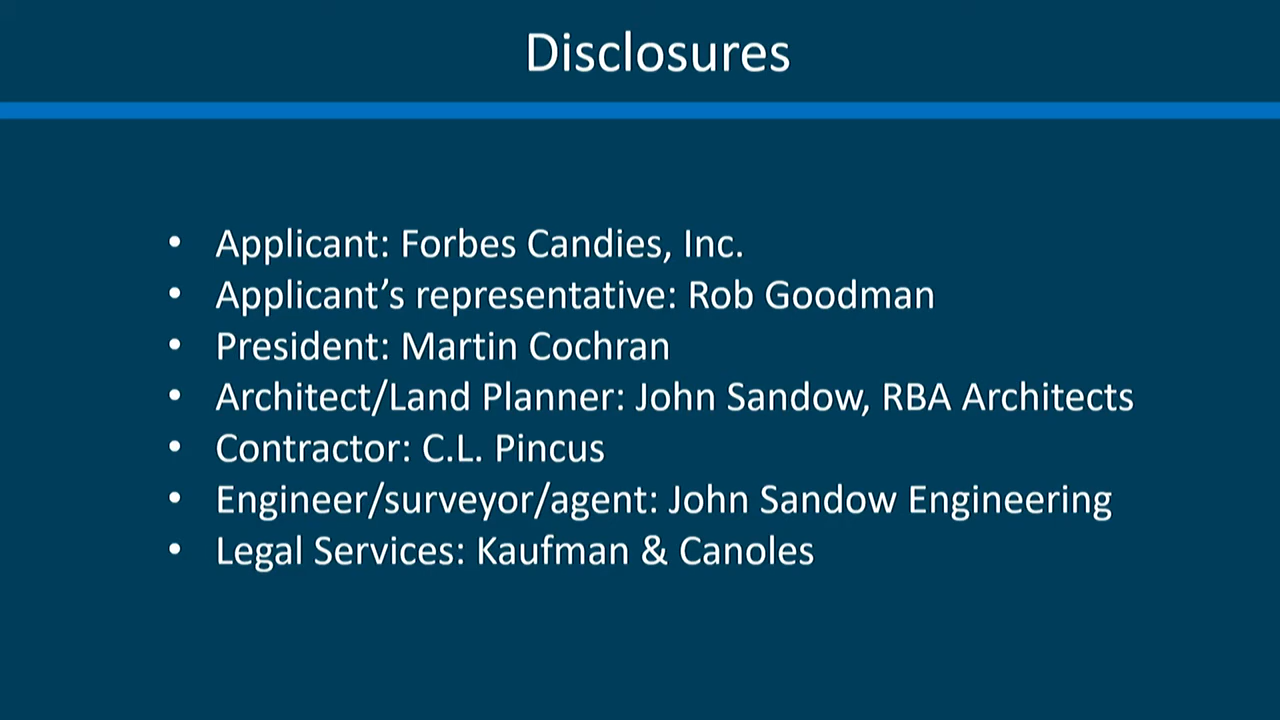 Disclosures
• Applicant: Forbes Candies, Inc.
• Applicant’s representative: Rob Goodman
• President: Martin Cochran
• Architect/Land Planner: John Sandow, RBA Architects
• Contractor: C.L. Pincus
• Engineer/surveyor/agent: John Sandow Engineering
• Legal Services: Kaufman & Canoles